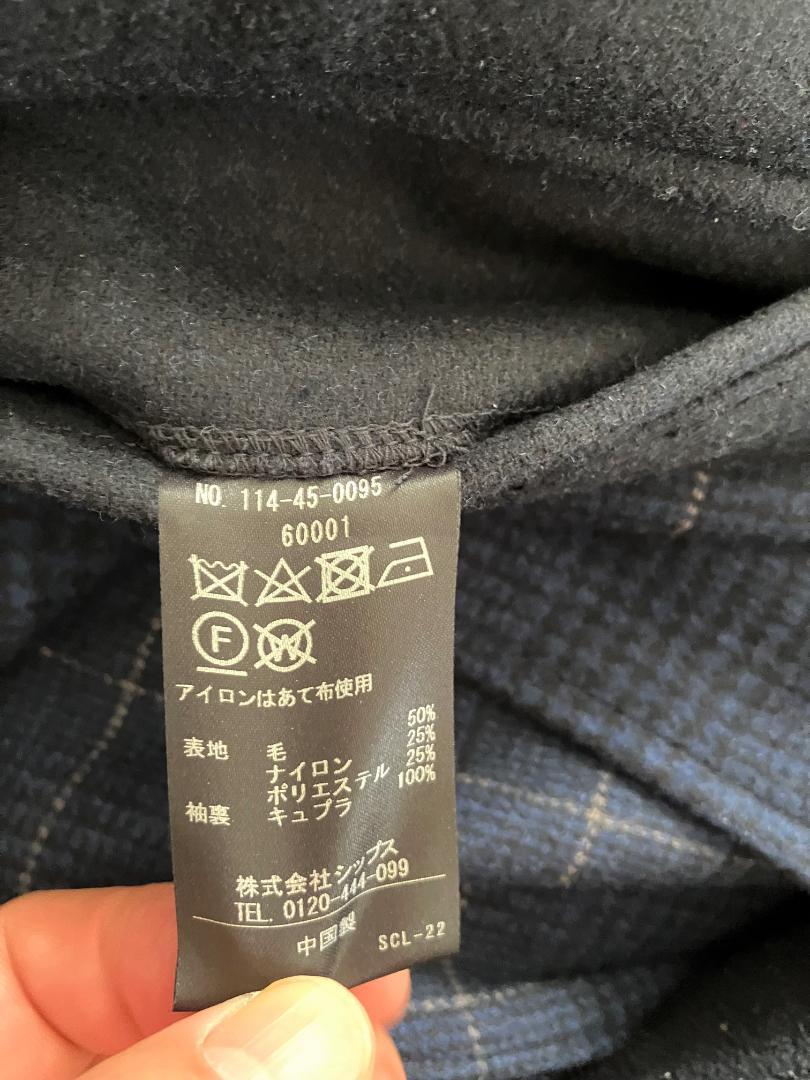 NO. 114-45-0095
60001
F W
アイロンはあて布使用
表地 毛 50%
ナイロン 25%
ポリエステル 25%
袖裏 キュプラ 100%
株式会社シップス
TEL. 0120-444-099
中国製 SCL-22